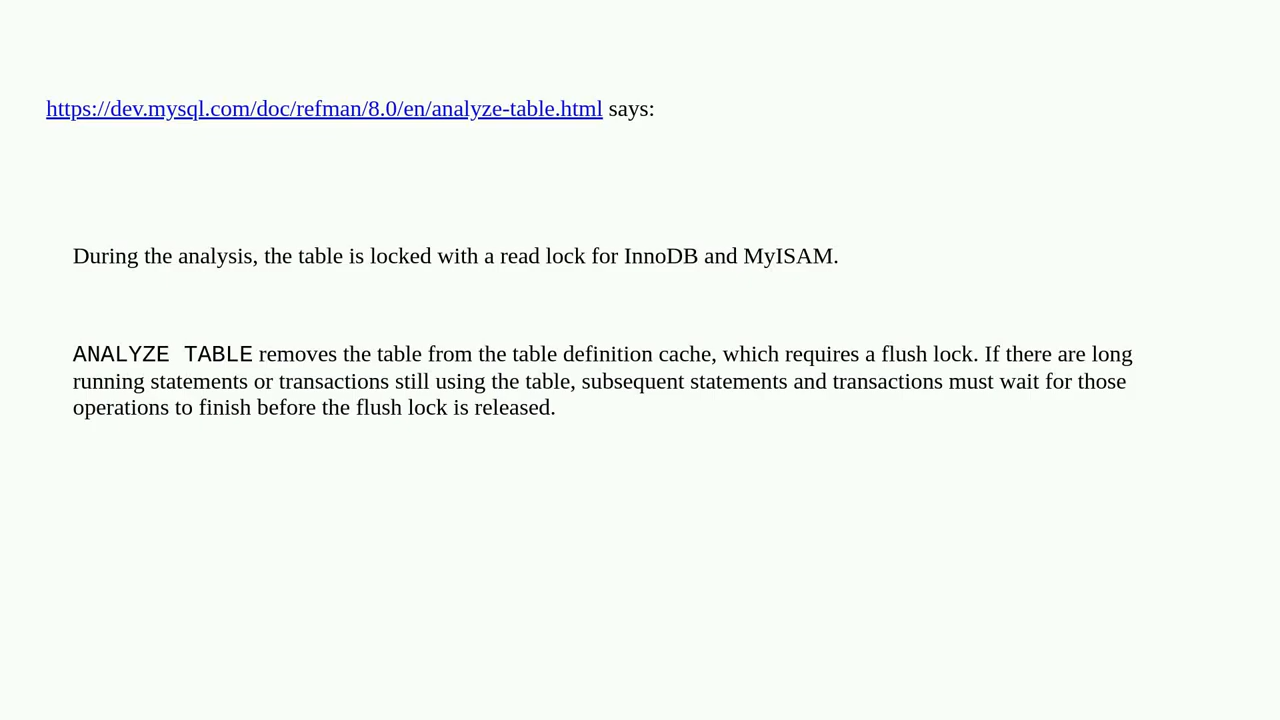 https://dev.mysql.com/doc/refman/8.0/en/analyze-table.html says:
During the analysis, the table is locked with a read lock for InnoDB and MyISAM.
ANALYZE TABLE removes the table from the table definition cache, which requires a flush lock. If there are long
running statements or transactions still using the table, subsequent statements and transactions must wait for those
operations to finish before the flush lock is released.